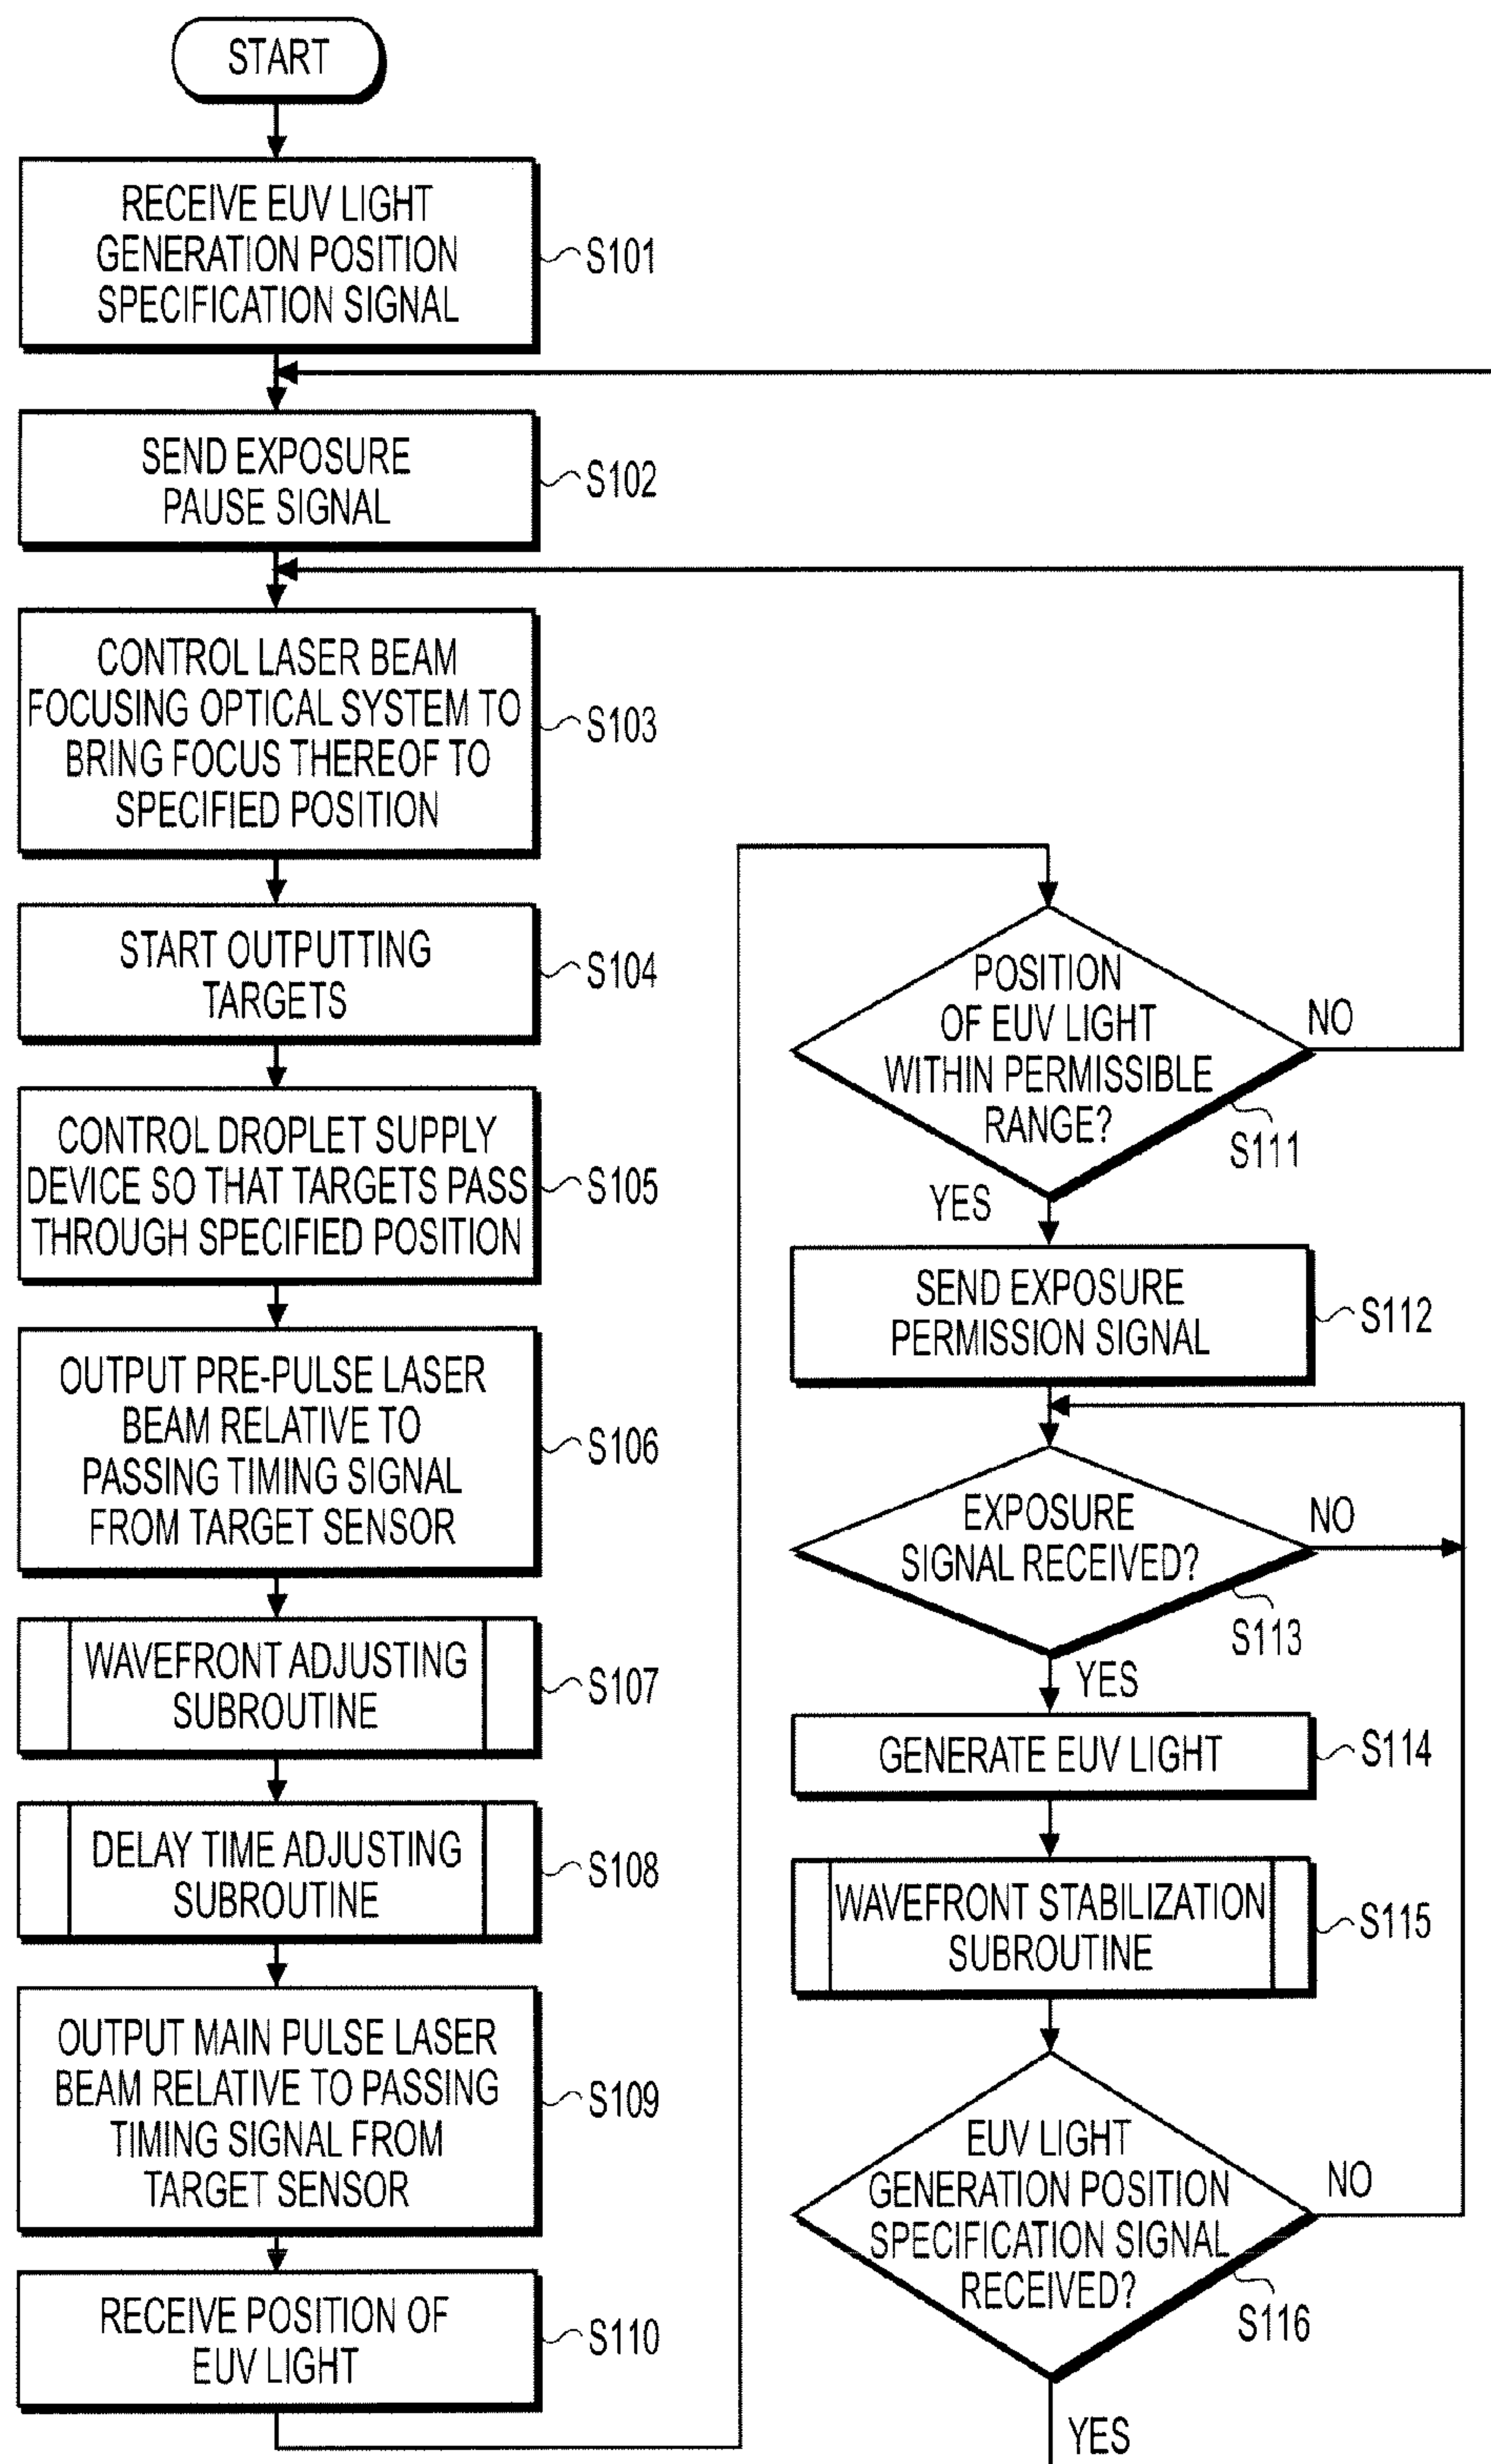 START
RECEIVE EUV LIGHT
GENERATION POSITION
SPECIFICATION SIGNAL
S101
SEND EXPOSURE
PAUSE SIGNAL
S102
CONTROL LASER BEAM
FOCUSING OPTICAL SYSTEM TO
BRING FOCUS THEREOF TO
SPECIFIED POSITION
S103
START OUTPUTTING
TARGETS
S104
CONTROL DROPLET SUPPLY
DEVICE SO THAT TARGETS PASS
THROUGH SPECIFIED POSITION
S105
OUTPUT PRE-PULSE LASER
BEAM RELATIVE TO
PASSING TIMING SIGNAL
FROM TARGET SENSOR
S106
WAVEFRONT ADJUSTING
SUBROUTINE
S107
DELAY TIME ADJUSTING
SUBROUTINE
S108
OUTPUT MAIN PULSE LASER
BEAM RELATIVE TO PASSING
TIMING SIGNAL FROM
TARGET SENSOR
S109
RECEIVE POSITION OF
EUV LIGHT
S110
POSITION
OF EUV LIGHT
WITHIN PERMISSIBLE
RANGE?
NO
S111
YES
SEND EXPOSURE
PERMISSION SIGNAL
S112
EXPOSURE
SIGNAL RECEIVED?
NO
S113
YES
GENERATE EUV LIGHT
S114
WAVEFRONT STABILIZATION
SUBROUTINE
S115
EUV LIGHT
GENERATION POSITION
SPECIFICATION SIGNAL
RECEIVED?
NO
S116
YES